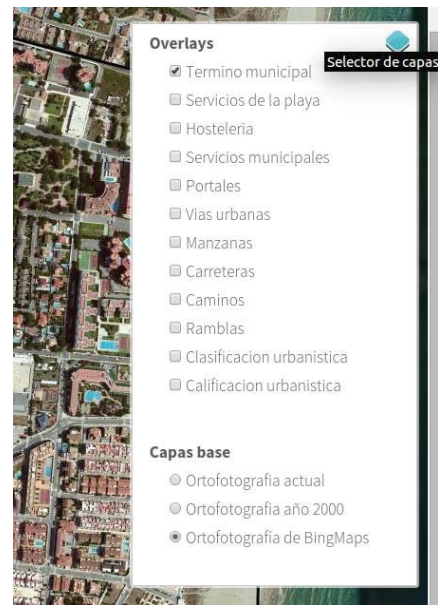 Overlays
Selector de capas
Termino municipal
Servicios de la playa
Hosteleria
Servicios municipales
Portales
Vias urbanas
Manzanas
Carreteras
Caminos
Ramblas
Clasificacion urbanistica
Calificacion urbanistica
Capas base
Ortofotografia actual
Ortofotografia año 2000
Ortofotografía de BingMaps